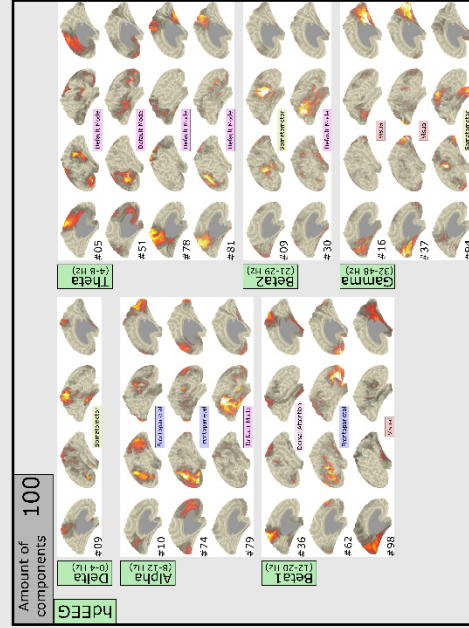 Amount of
components 100
hdEEG
Delta
(0-4 Hz)
#09
Somatomotor
Alpha
(8-12 Hz)
#10
Frontoparietal
#74
Frontoparietal
#79
Default Mode
Beta1
(12-20 Hz)
#36
Dorsal Attention
#62
Frontoparietal
#98
Visual
Theta
(4-8 Hz)
#05
Default Mode
#51
Default Mode
#78
Default Mode
#81
Default Mode
Beta2
(21-29 Hz)
#09
Somatomotor
#30
Default Mode
Gamma
(32-48 Hz)
#16
Visual
#37
Visual
#94
Somatomotor